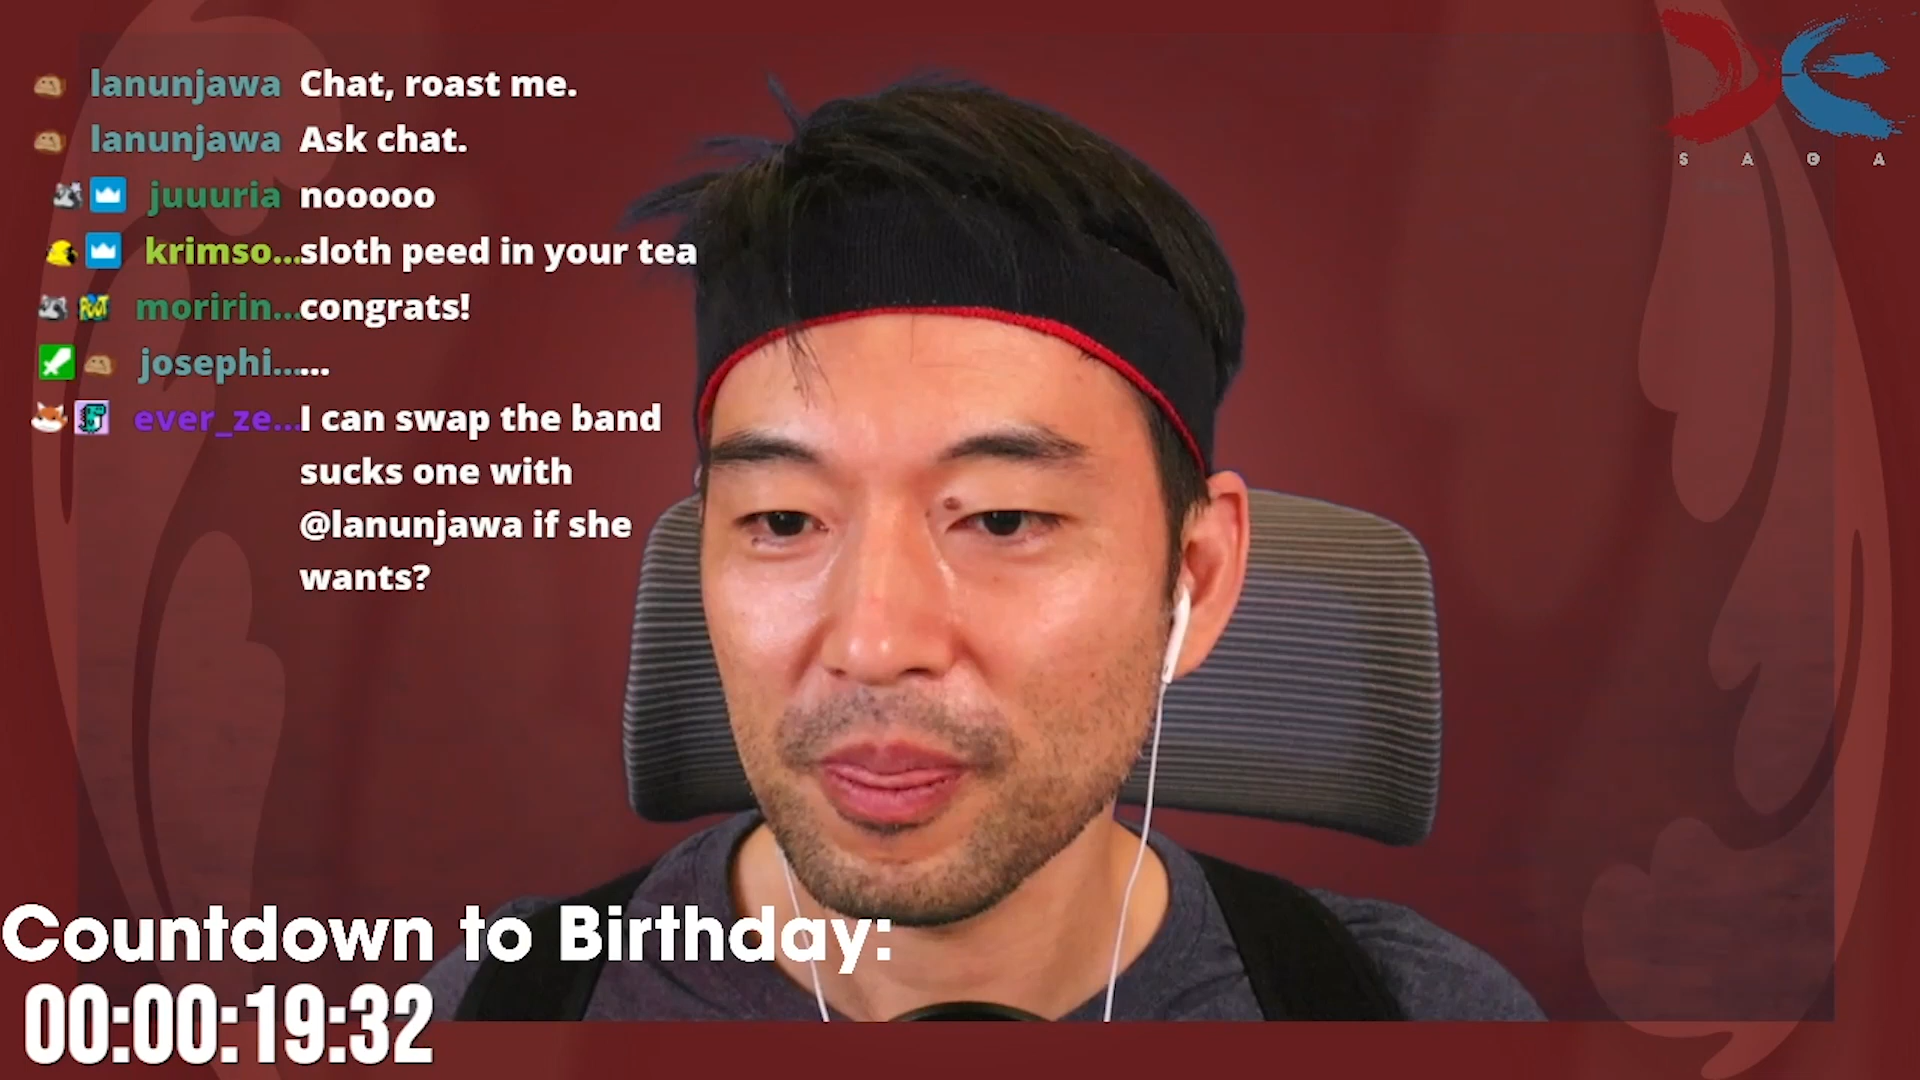 lanunjawa Chat, roast me.
lanunjawa Ask chat.
juuuria nooooo
krimso...sloth peed in your tea
moririn...congrats!
josephi......
ever_ze...I can swap the band
sucks one with
@lanunjawa if she
wants?
Countdown to Birthday:
00:00:19:32
SAGA